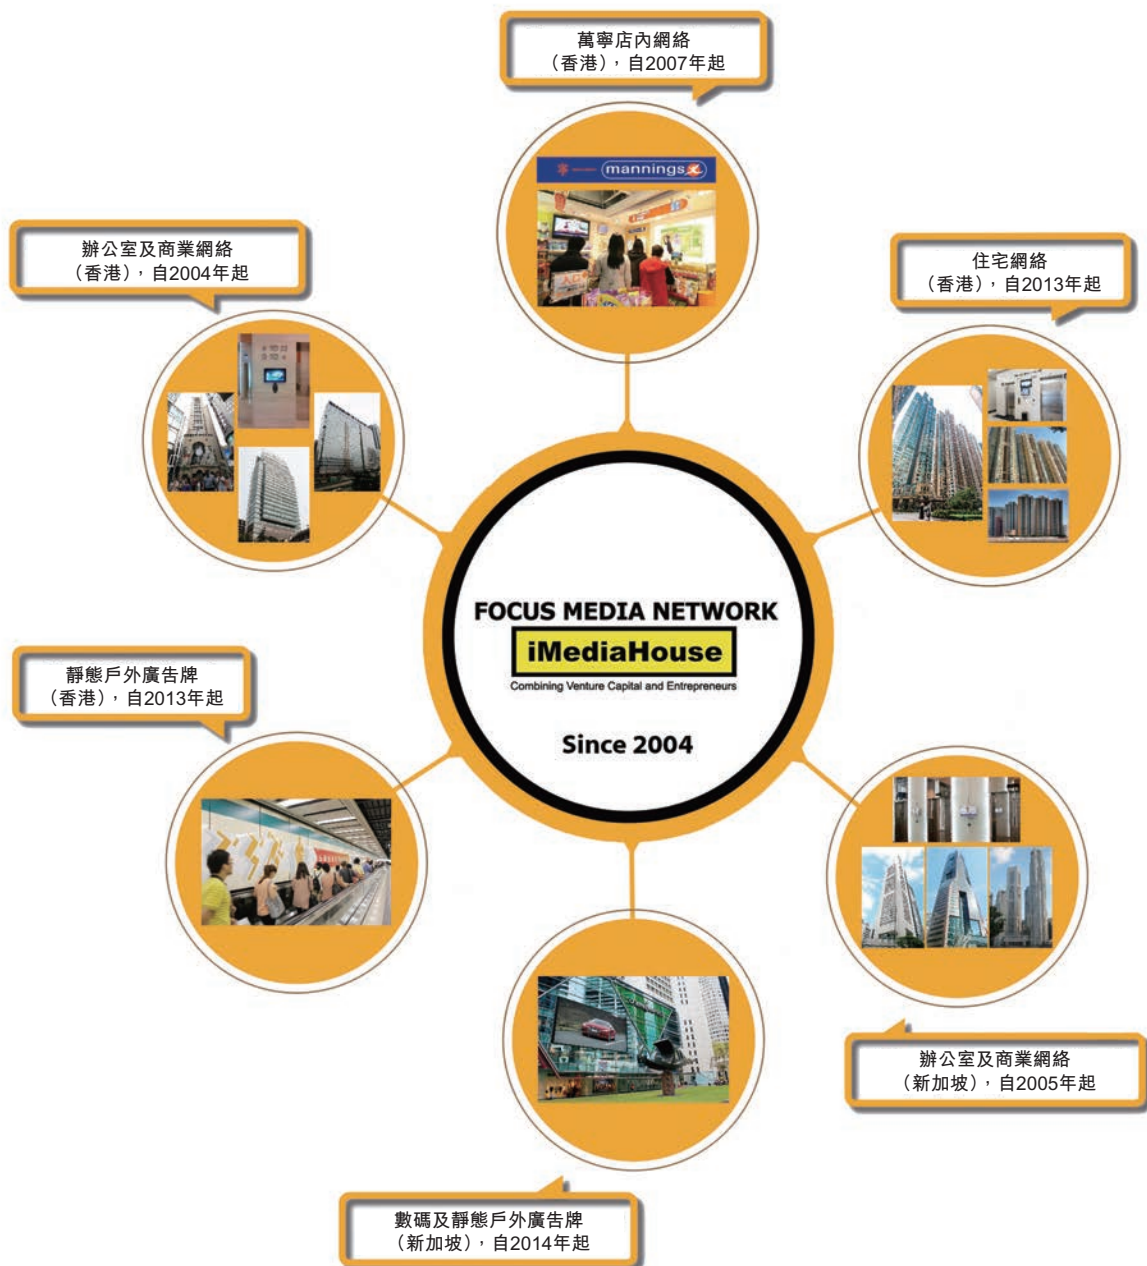 萬寧店內網絡
（香港），自2007年起
mannings
辦公室及商業網絡
（香港），自2004年起
住宅網絡
（香港），自2013年起
FOCUS MEDIA NETWORK
iMediaHouse
Combining Venture Capital and Entrepreneurs
Since 2004
靜態戶外廣告牌
（香港），自2013年起
辦公室及商業網絡
（新加坡），自2005年起
數碼及靜態戶外廣告牌
（新加坡），自2014年起